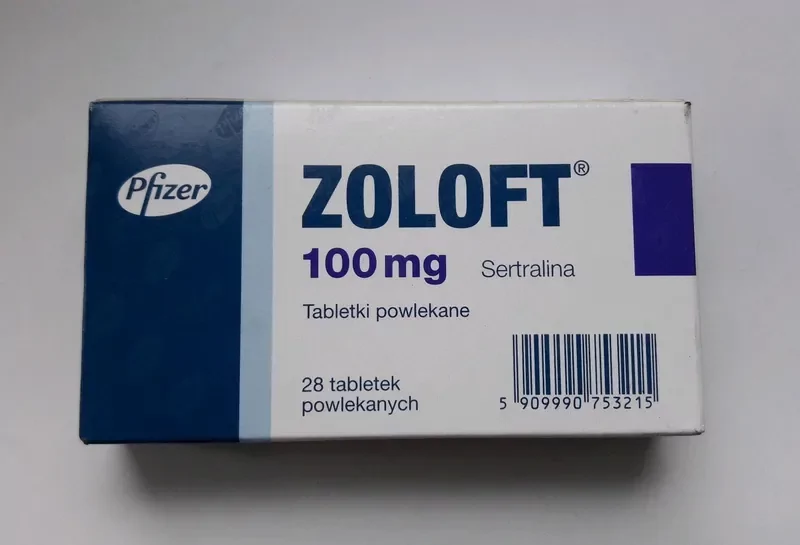 Pfizer
ZOLOFT®
100 mg Sertralina
Tabletki powlekane
28 tabletek
powlekanych
5 909990 753215